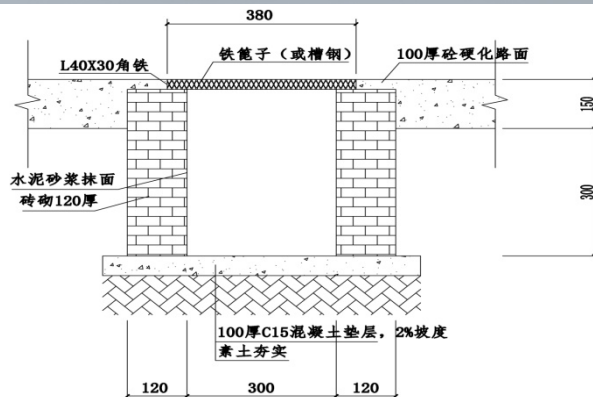 380
铁篦子（或槽钢）
100厚砼硬化路面
L40X30角铁
150
水泥砂浆抹面
砖砌120厚
300
100厚C15混凝土垫层，2%坡度
素土夯实
120
300
120